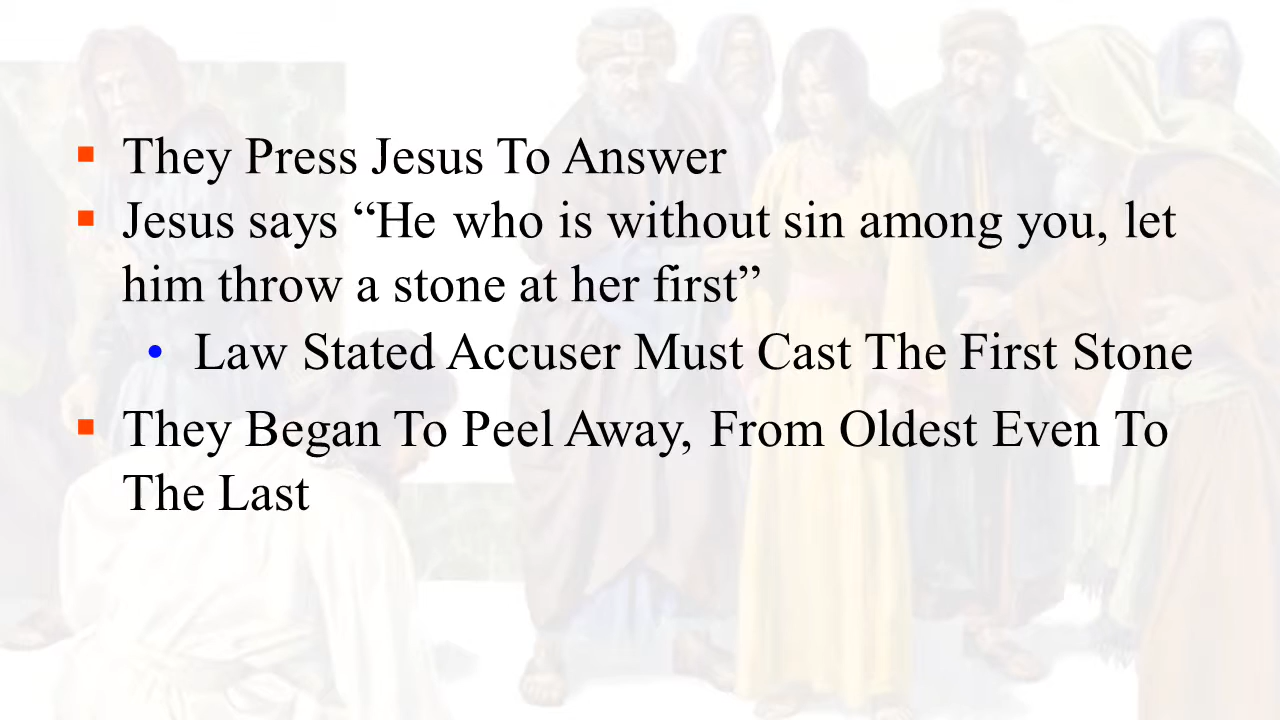 ▪ They Press Jesus To Answer
▪ Jesus says “He who is without sin among you, let
him throw a stone at her first”
• Law Stated Accuser Must Cast The First Stone
▪ They Began To Peel Away, From Oldest Even To
The Last